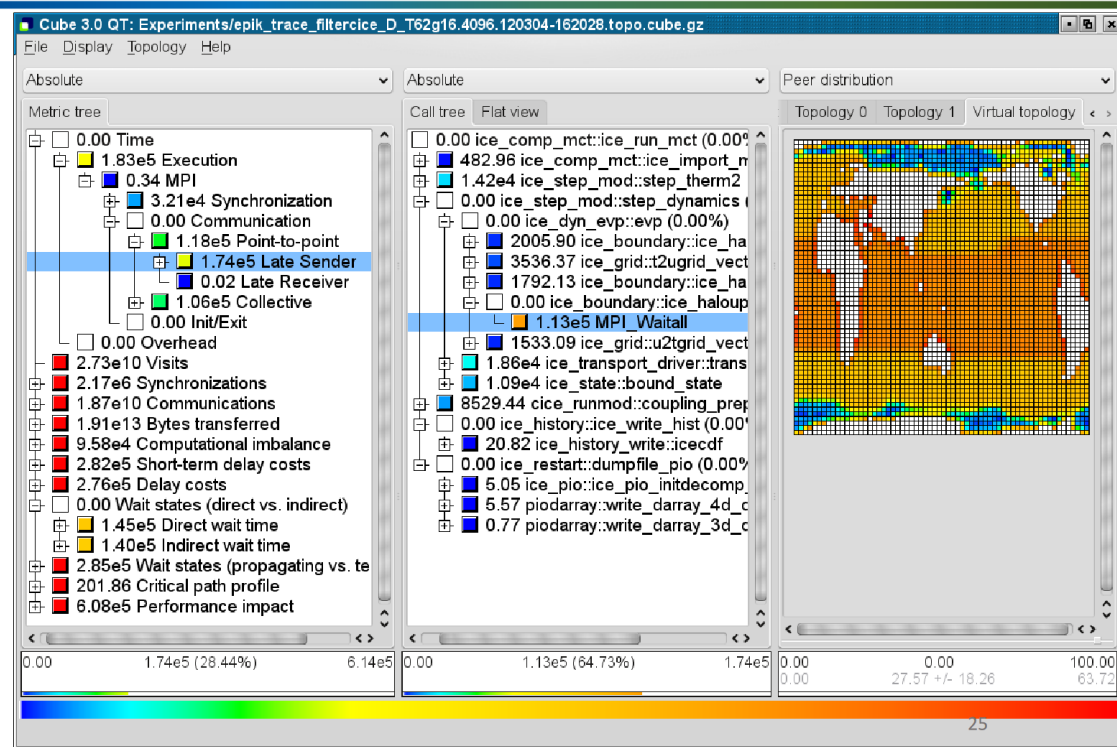 Cube 3.0 QT: Experiments/epik_trace_filtercice_D_T62g16.4096.120304-162028.topo.cube.gz
File Display Topology Help
Absolute
Absolute
Peer distribution
Metric tree
Call tree Flat view
Topology 0 Topology 1 Virtual topology
0.00 Time
1.83e5 Execution
0.34 MPI
3.21e4 Synchronization
0.00 Communication
1.18e5 Point-to-point
1.74e5 Late Sender
0.02 Late Receiver
1.06e5 Collective
0.00 Init/Exit
0.00 Overhead
2.73e10 Visits
2.17e6 Synchronizations
1.87e10 Communications
1.91e13 Bytes transferred
9.58e4 Computational imbalance
2.82e5 Short-term delay costs
2.76e5 Delay costs
0.00 Wait states (direct vs. indirect)
1.45e5 Direct wait time
1.40e5 Indirect wait time
2.85e5 Wait states (propagating vs. te
201.86 Critical path profile
6.08e5 Performance impact
0.00 ice_comp_mct::ice_run_mct (0.00%
482.96 ice_comp_mct::ice_import_m
1.42e4 ice_step_mod::step_therm2
0.00 ice_step_mod::step_dynamics (
0.00 ice_dyn_evp::evp (0.00%)
2005.90 ice_boundary::ice_ha
3536.37 ice_grid::t2ugrid_vect
1792.13 ice_boundary::ice_ha
0.00 ice_boundary::ice_haloup
1.13e5 MPI_Waitall
1533.09 ice_grid::u2tgrid_vect
1.86e4 ice_transport_driver::trans
1.09e4 ice_state::bound_state
8529.44 cice_runmod::coupling_prep
0.00 ice_history::ice_write_hist (0.00%
20.82 ice_history_write::icecdf
0.00 ice_restart::dumpfile_pio (0.00%
5.05 ice_pio::ice_pio_initdecomp_
5.57 piodarray::write_darray_4d_c
0.77 piodarray::write_darray_3d_c
0.00 1.74e5 (28.44%) 6.14e5
0.00 1.13e5 (64.73%) 1.74e5
0.00 0.00 100.00
0.00 27.57 +/- 18.26 63.72
25